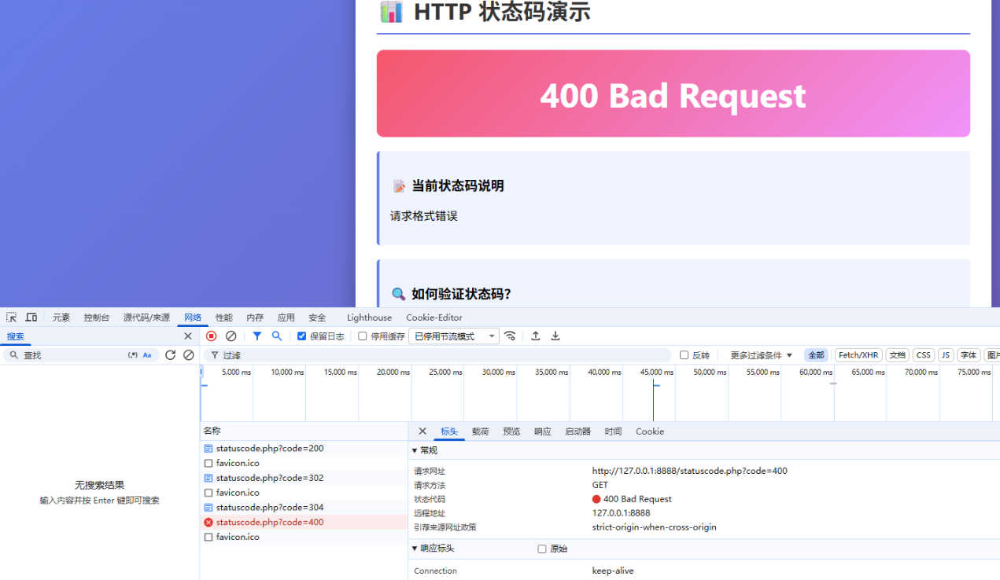 HTTP 状态码演示
400 Bad Request
当前状态码说明
请求格式错误
如何验证状态码?
元素 控制台 源代码/来源 网络 性能 内存 应用 安全 Lighthouse Cookie-Editor
搜索
保留日志 停用缓存 已停用节流模式
查找 (.*) Aa
过滤 反转 更多过滤条件 全部 Fetch/XHR 文档 CSS JS 字体 图片
5,000 ms 10,000 ms 15,000 ms 20,000 ms 25,000 ms 30,000 ms 35,000 ms 40,000 ms 45,000 ms 50,000 ms 55,000 ms 60,000 ms 65,000 ms 70,000 ms 75,000 ms
无搜索结果
输入内容并按 Enter 键即可搜索
名称
statuscode.php?code=200
favicon.ico
statuscode.php?code=302
favicon.ico
statuscode.php?code=304
statuscode.php?code=400
favicon.ico
标头 载荷 预览 响应 启动器 时间 Cookie
常规
请求网址 http://127.0.0.1:8888/statuscode.php?code=400
请求方法 GET
状态代码 400 Bad Request
远程地址 127.0.0.1:8888
引荐来源网址政策 strict-origin-when-cross-origin
响应标头 原始
Connection keep-alive